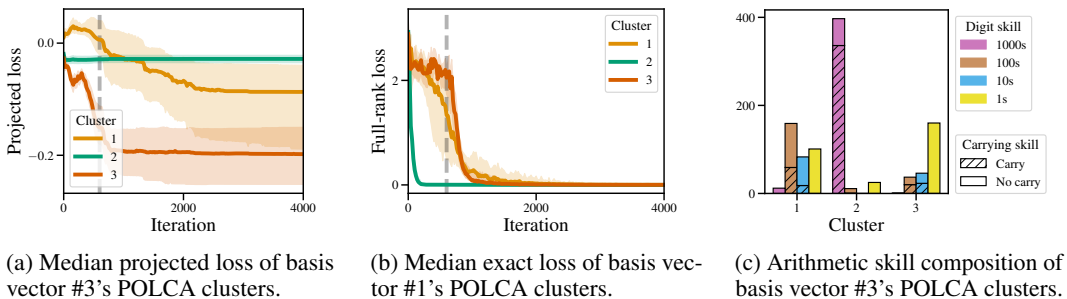 Projected loss
0.0
−0.2
Cluster
1
2
3
0
2000
4000
Iteration
(a) Median projected loss of basis
vector #3's POLCA clusters.
Full-rank loss
2
0
Cluster
1
2
3
0
2000
4000
Iteration
(b) Median exact loss of basis vec-
tor #1's POLCA clusters.
400
200
0
1
2
3
Cluster
Digit skill
1000s
100s
10s
1s
Carrying skill
Carry
No carry
(c) Arithmetic skill composition of
basis vector #3's POLCA clusters.